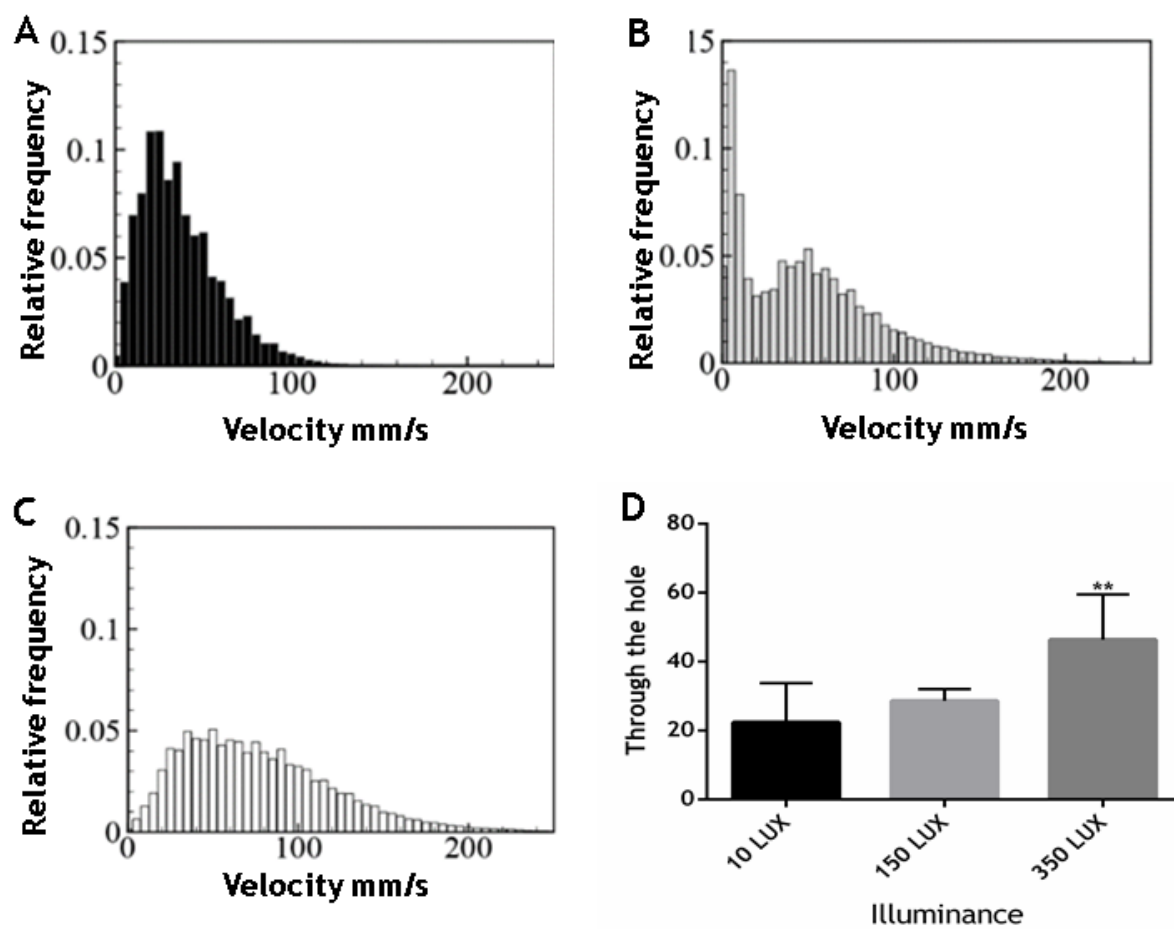 A
0.15
0.1
0.05
0
Relative frequency
0 100 200
Velocity mm/s
B
15
0.1
0.05
0
Relative frequency
0 100 200
Velocity mm/s
C
0.15
0.1
0.05
0
Relative frequency
0 100 200
Velocity mm/s
D
80
60
40
20
0
Through the hole
**
10 LUX 150 LUX 350 LUX
Illuminance